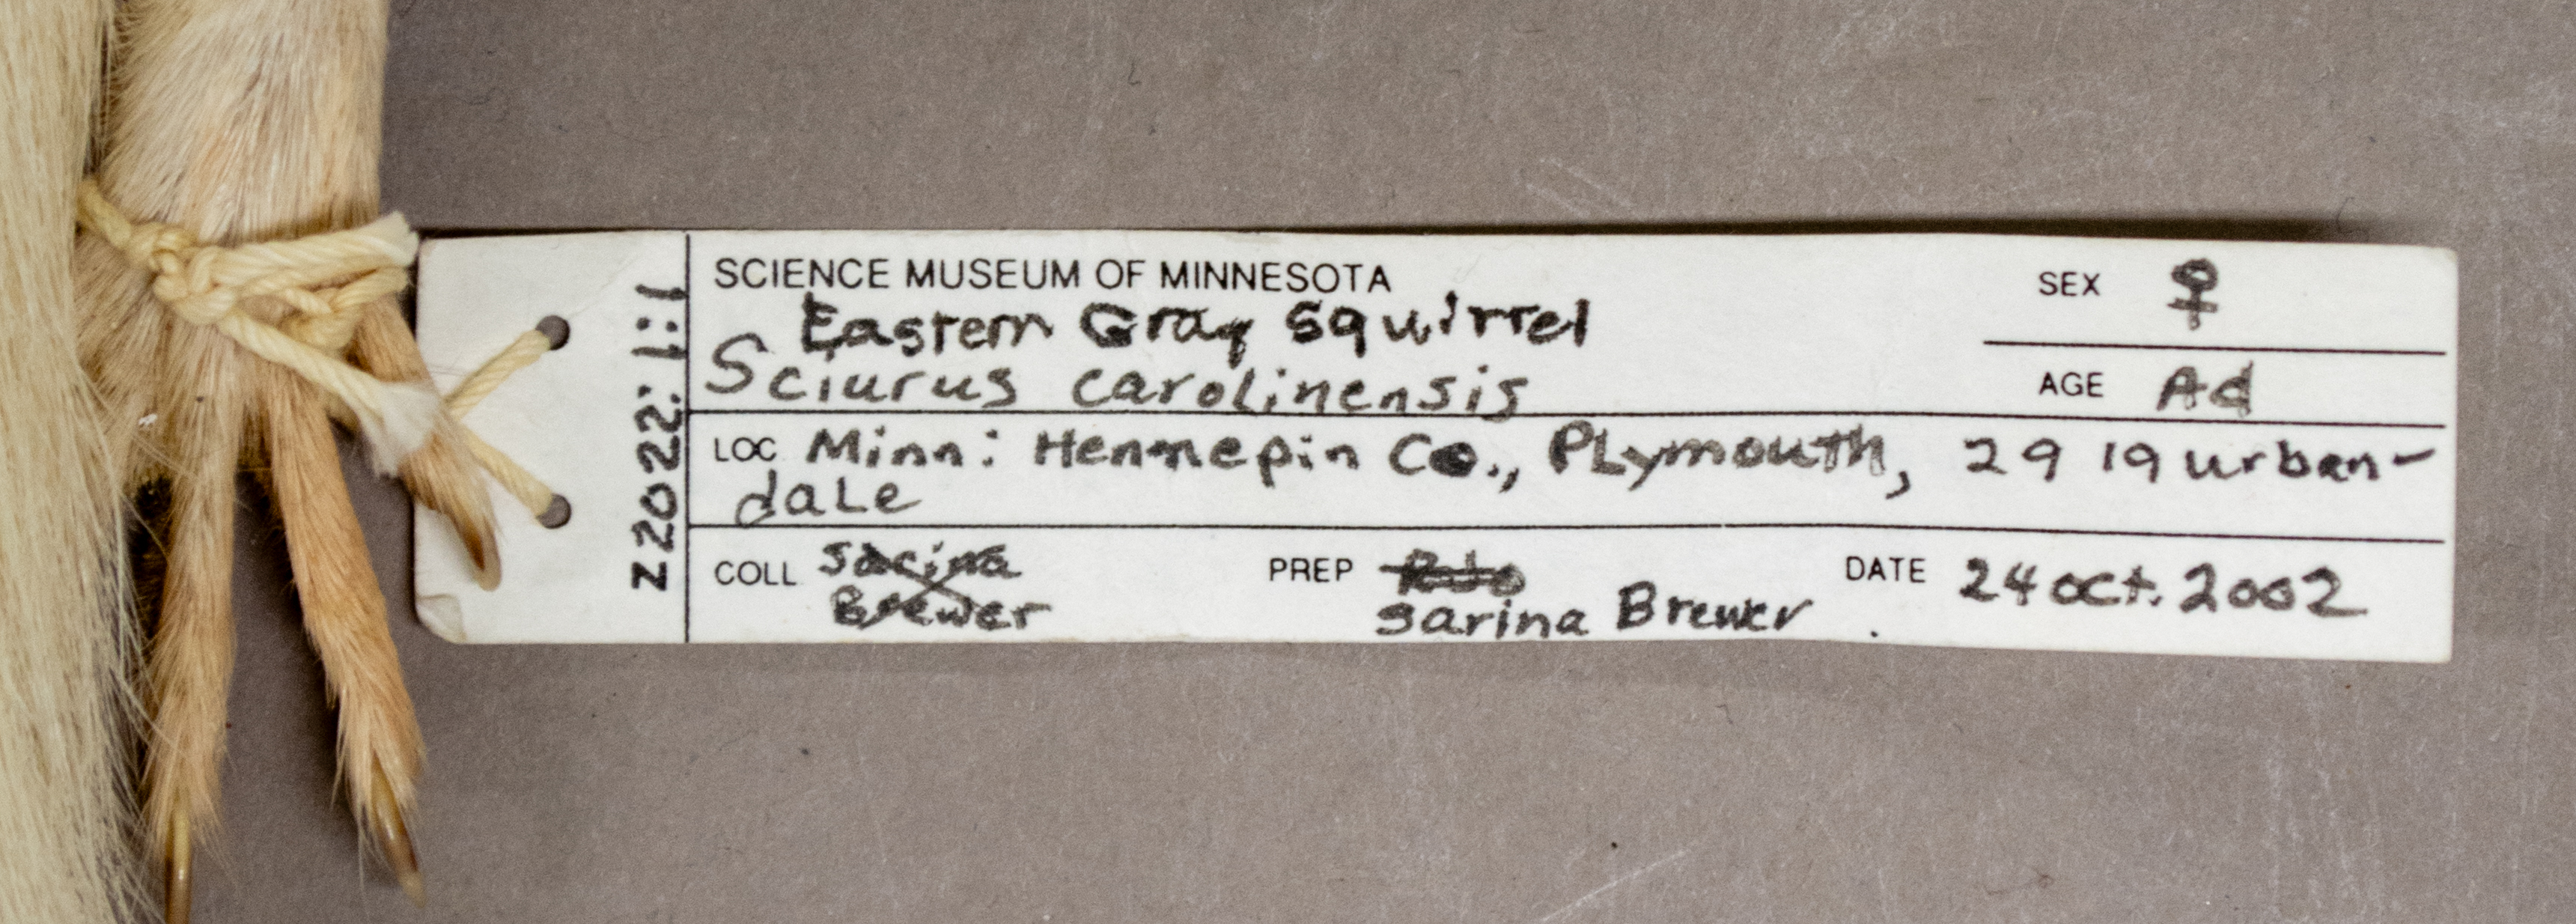 Z2022:1:1
SCIENCE MUSEUM OF MINNESOTA
Eastern Gray Squirrel
Sciurus carolinensis
SEX ♀
AGE Ad
LOC Minn: Hennepin Co., PLymouth, 2919 urban-
daLe
COLL Sarina
Brewer
PREP
Sarina Brewer
DATE 24 oct. 2002